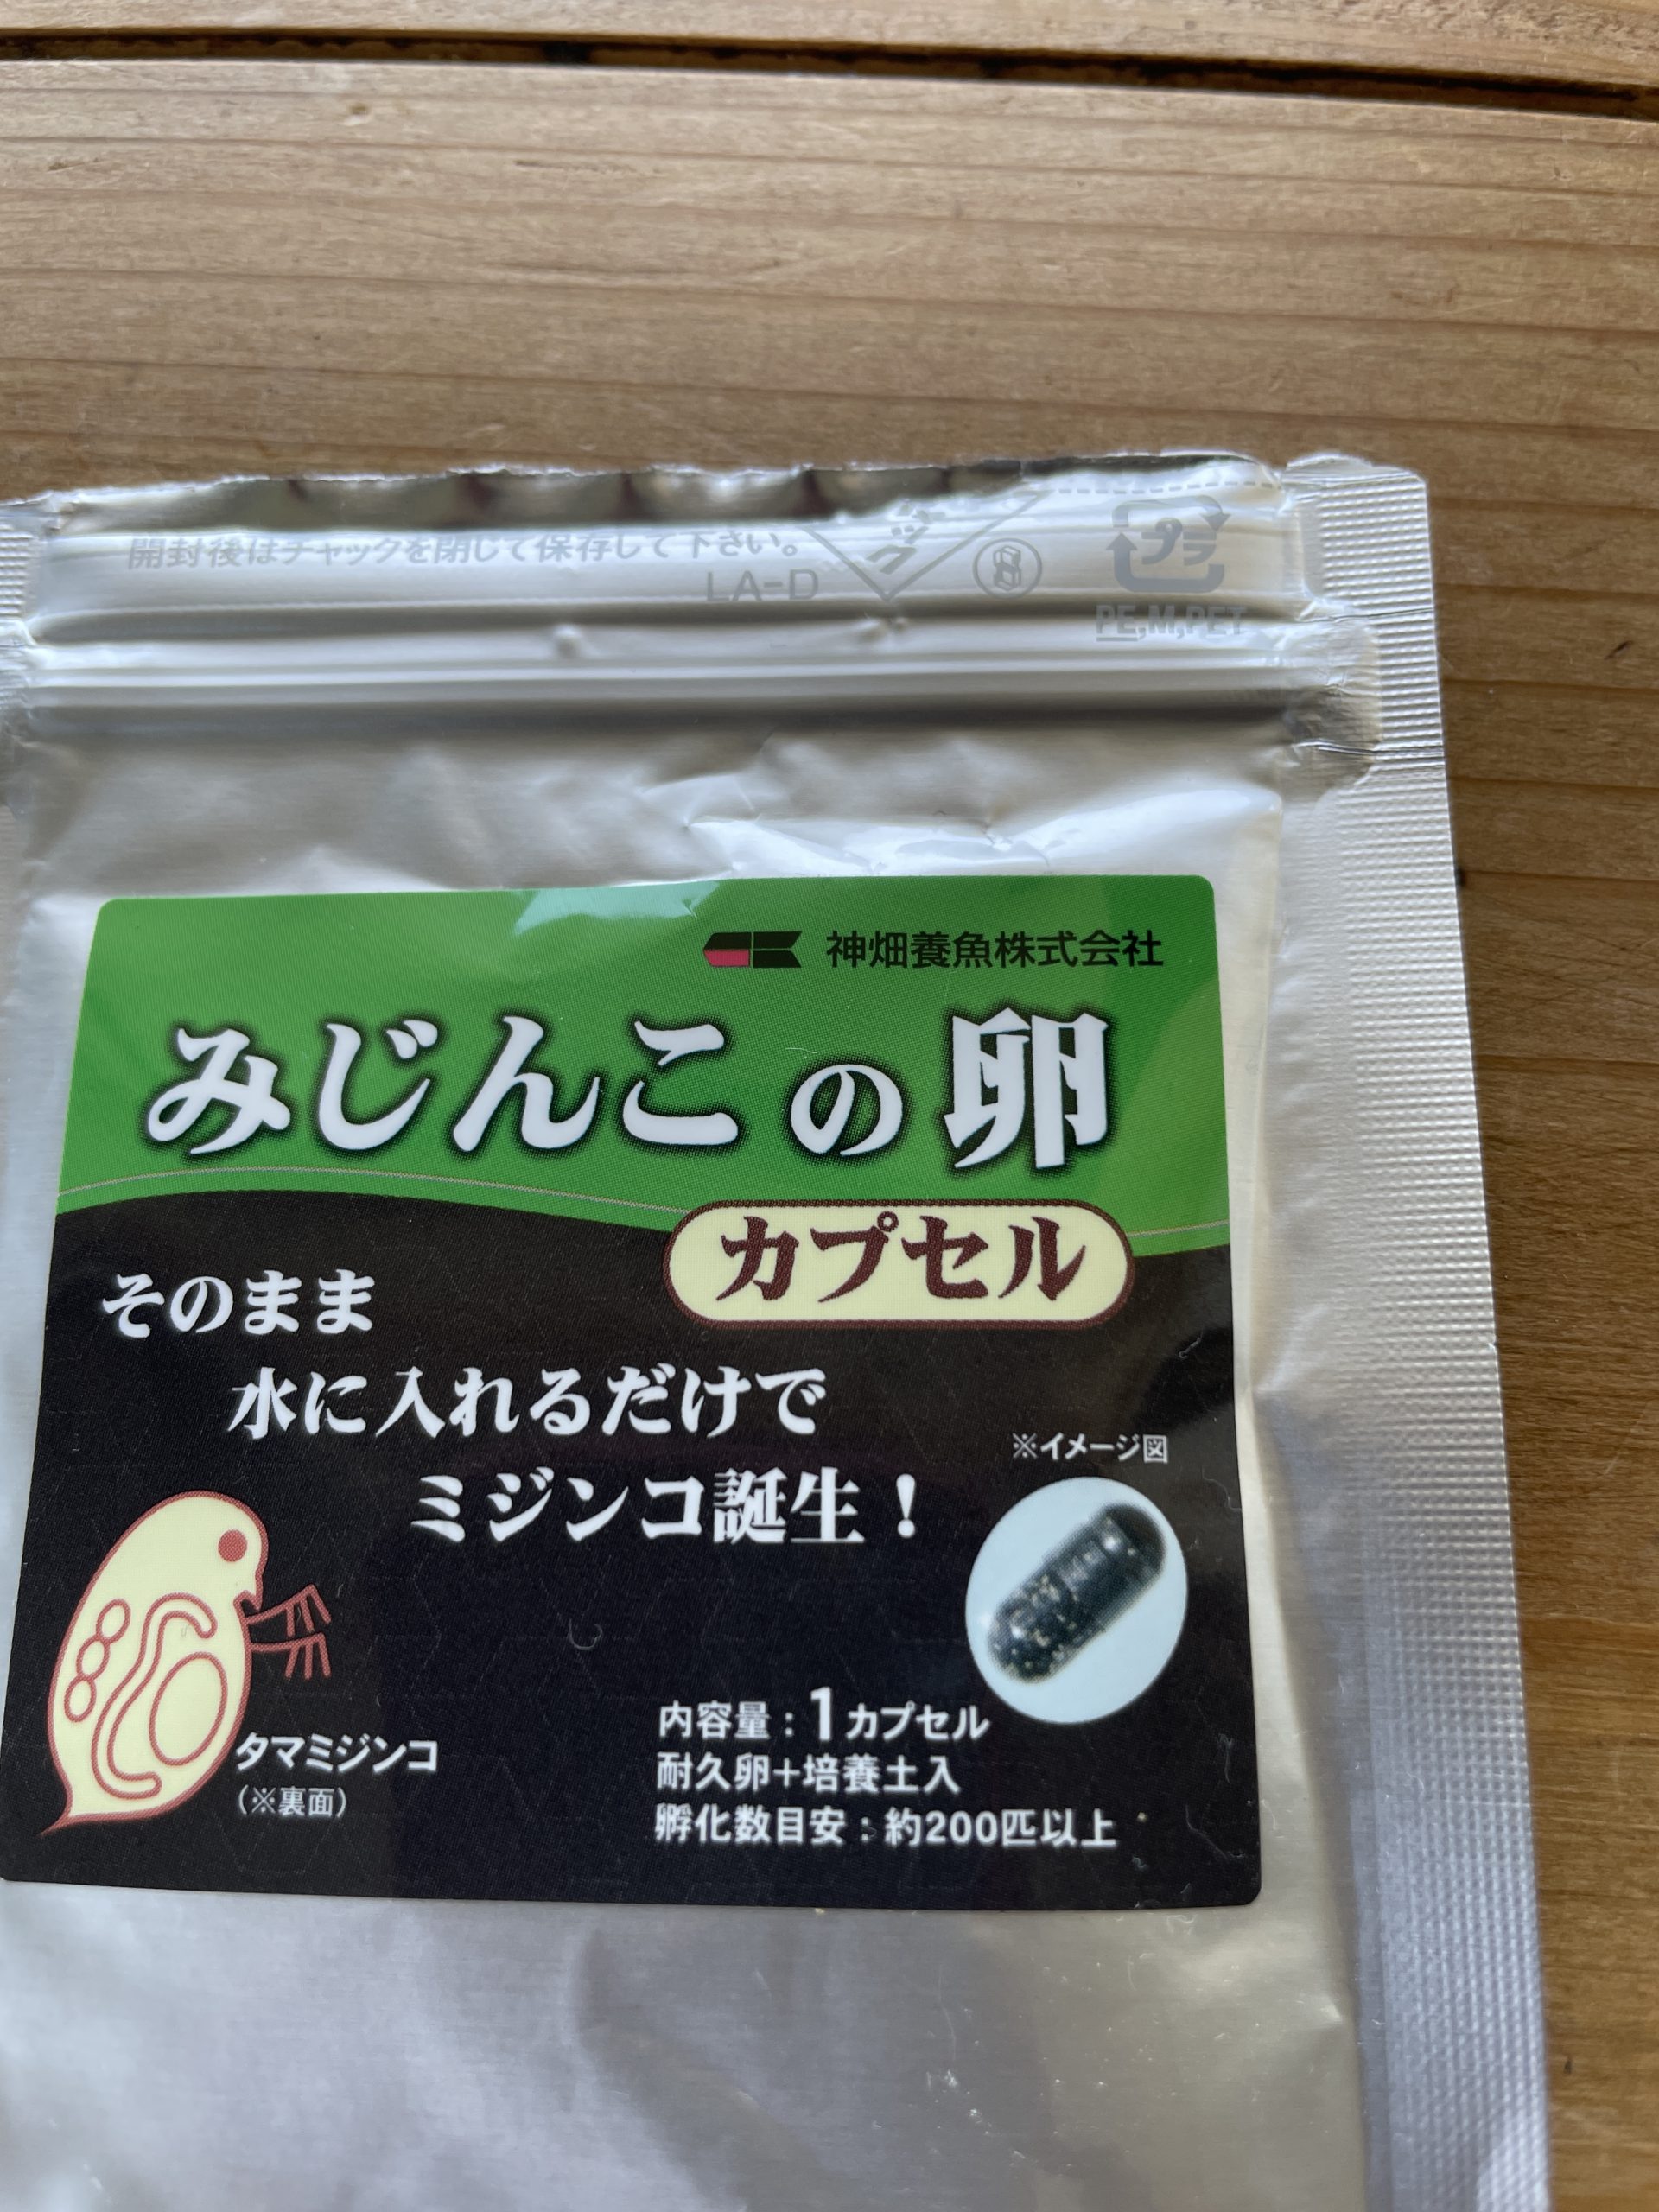 開封後はチャックを閉じて保存して下さい。
LA-D
プラ
PE,M,PET
神畑養魚株式会社
みじんこの卵
カプセル
そのまま
水に入れるだけで
ミジンコ誕生!
※イメージ図
タマミジンコ
(※裏面)
内容量:1カプセル
耐久卵+培養土入
孵化数目安:約200匹以上